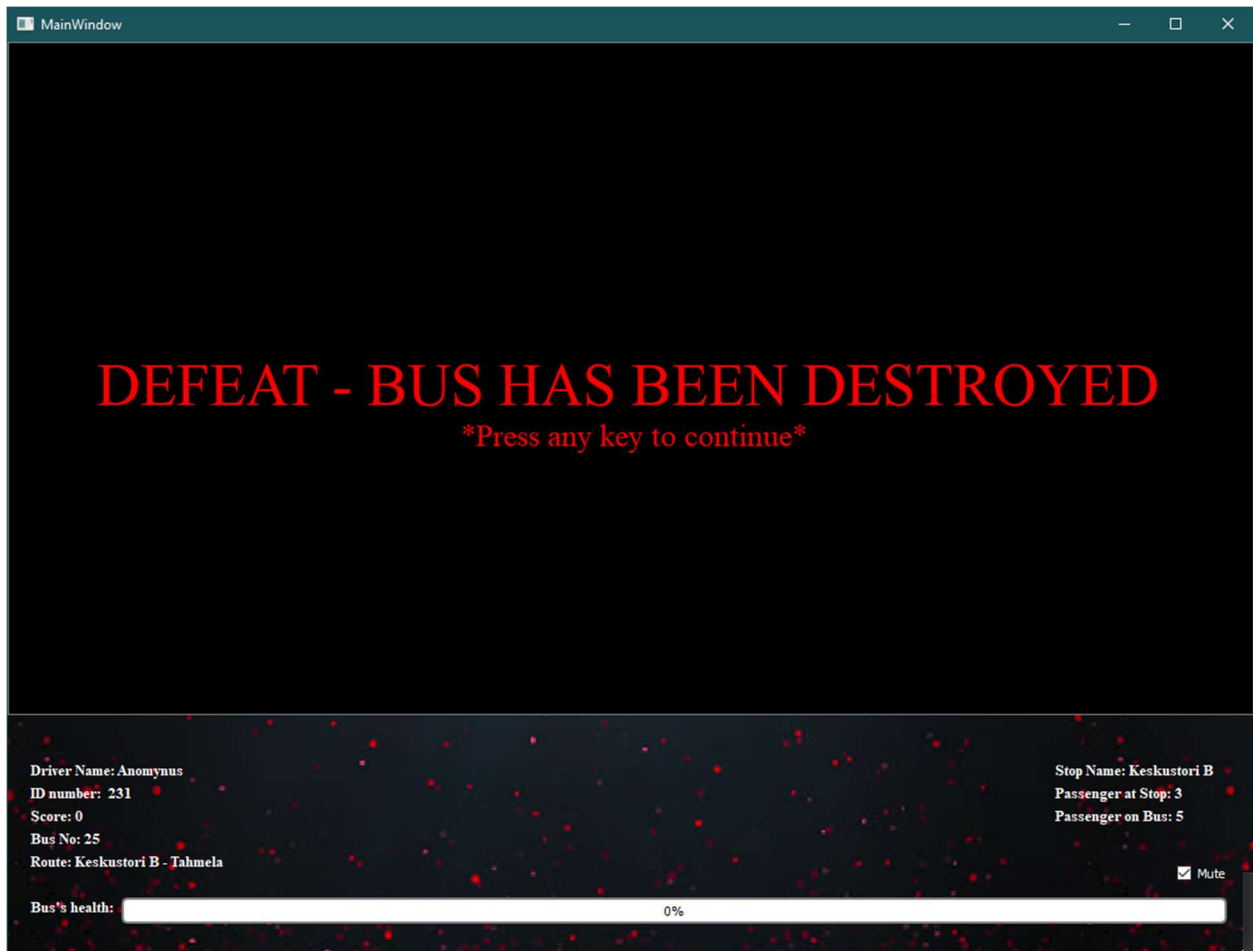 MainWindow
DEFEAT - BUS HAS BEEN DESTROYED
*Press any key to continue*
Driver Name: Anomynus
ID number: 231
Score: 0
Bus No: 25
Route: Keskustori B - Tahmela
Stop Name: Keskustori B
Passenger at Stop: 3
Passenger on Bus: 5
Mute
Bus's health: 0%